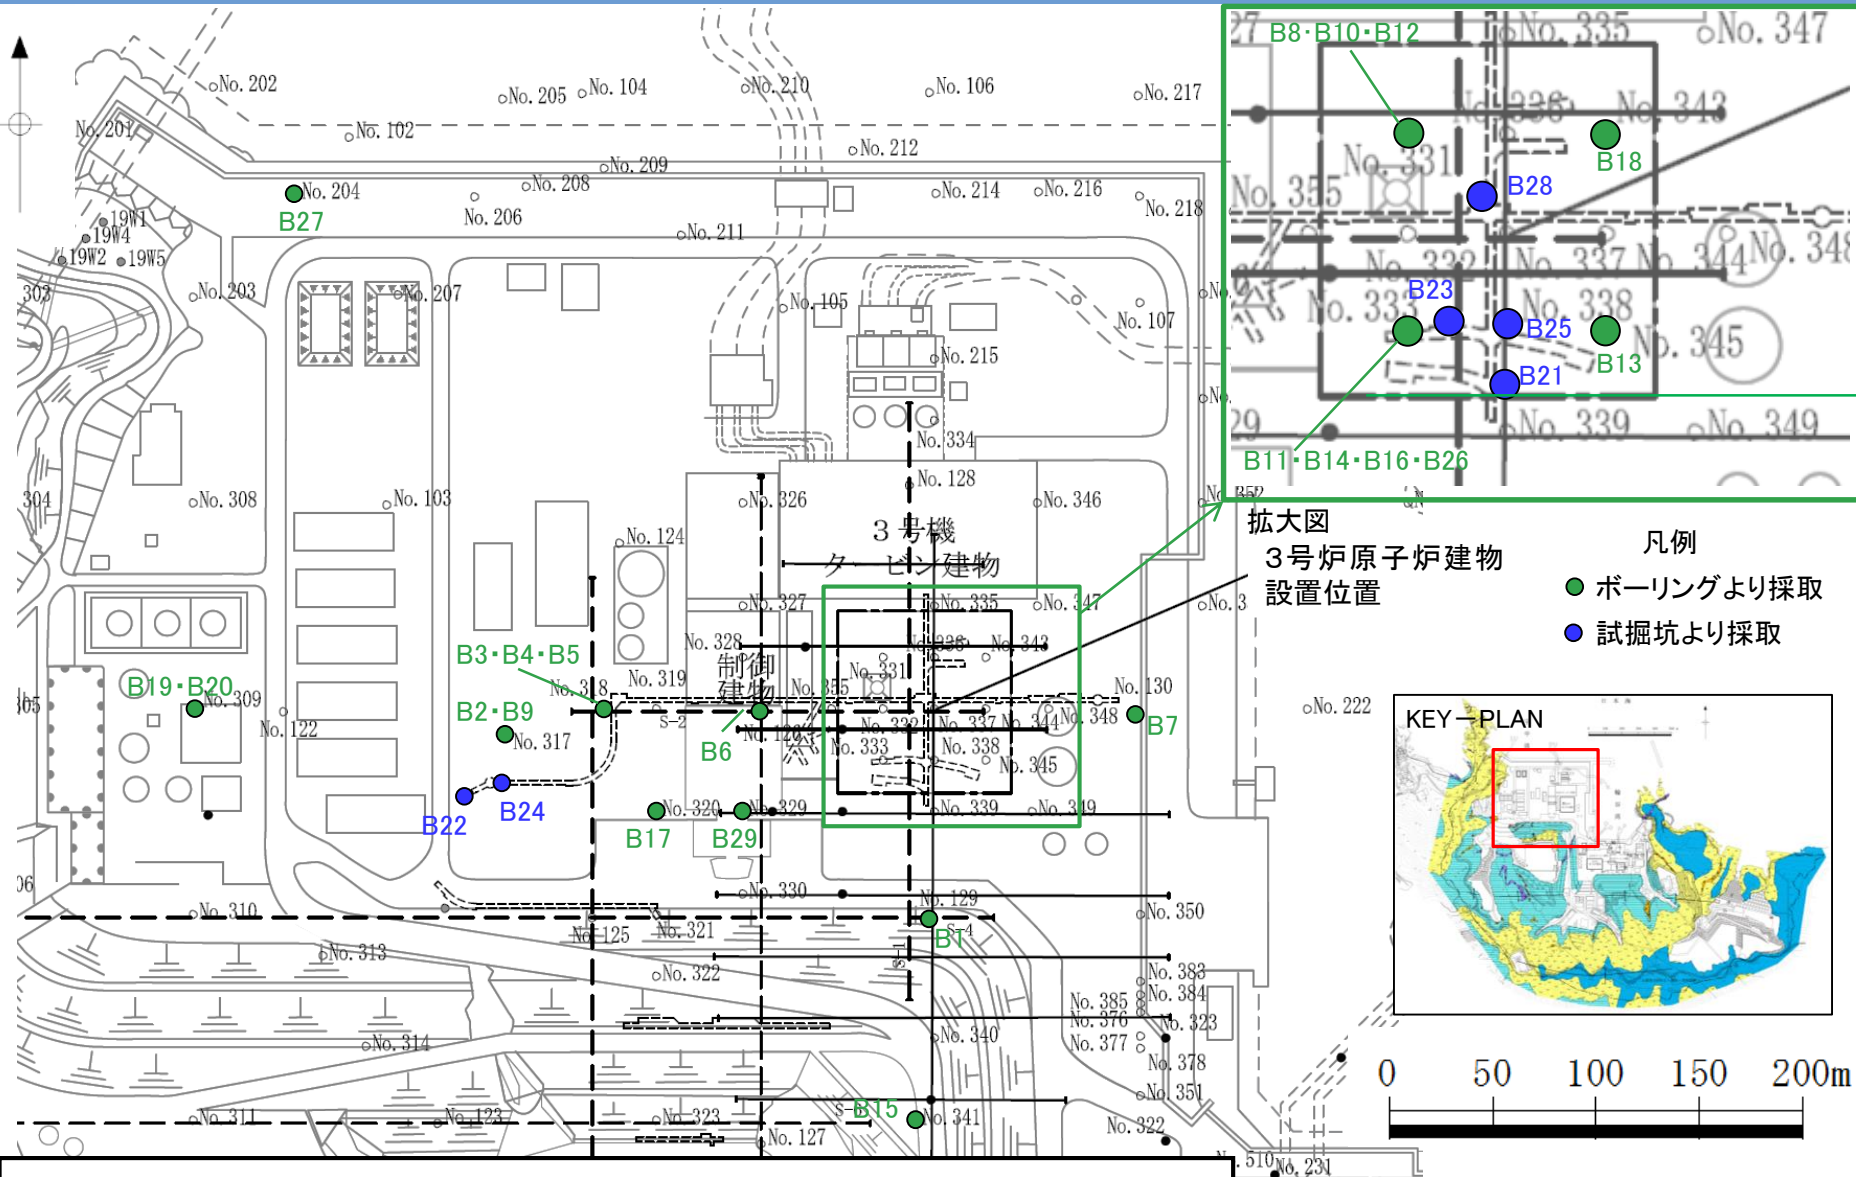 No.202
No.205
No.104
No.210
No.106
No.217
No.201
No.102
No.212
No.209
No.204
No.208
No.206
No.214
No.216
No.218
B27
19W1
19W4
19W2
19W5
No.211
303
No.203
No.207
No.105
No.107
No.215
No.334
304
No.308
No.103
No.326
No.128
No.346
3号機
タービン建物
No.124
No.327
No.335
No.347
No.328
No.336
No.343
制御
建物
B3・B4・B5
No.319
No.318
No.331
No.355
No.130
B19・B20
No.309
305
No.122
B2・B9
No.317
S-2
B6
No.332
No.337
No.344
No.348
B7
No.333
No.338
No.345
B22
B24
No.320
No.329
No.339
No.349
B17
B29
06
No.310
No.330
No.129
No.350
B1
S-4
S-1
No.125
No.321
No.313
No.322
No.383
No.384
No.385
No.376
No.323
No.377
No.378
No.314
No.340
No.351
No.311
No.123
No.323
No.127
B15
No.341
No.322
510
No.231
No.222
27
B8・B10・B12
No.335
No.347
No.336
No.343
B18
No.331
No.355
B28
No.332
No.337
No.344
No.348
B23
No.333
No.338
B25
No.345
B13
B21
29
No.339
No.349
B11・B14・B16・B26
拡大図
3号炉原子炉建物
設置位置
凡例
ボーリングより採取
試掘坑より採取
KEY－PLAN
0 50 100 150 200m